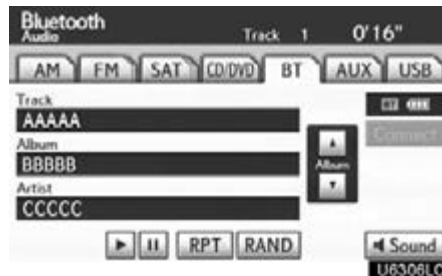 Bluetooth
Audio Track 1 0'16"
AM FM SAT CD/DVD BT AUX USB
Track
AAAAA
Connect
Album
BBBBB
Album
Artist
CCCCC
RPT RAND Sound
U6306LC